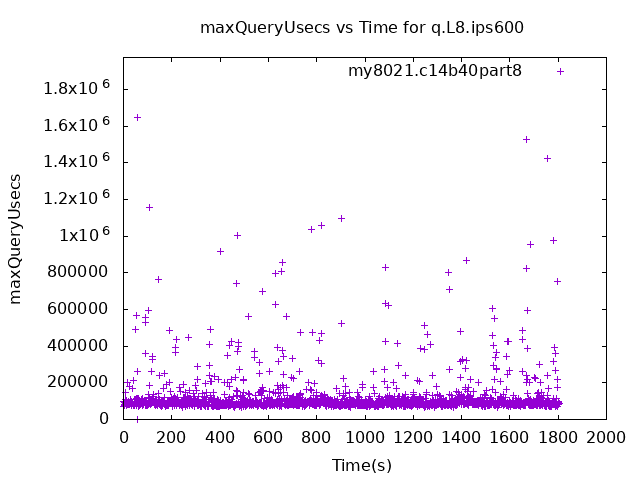 maxQueryUsecs vs Time for q.L8.ips600
my8021.c14b40part8
maxQueryUsecs
1.8x10^6
1.6x10^6
1.4x10^6
1.2x10^6
1x10^6
800000
600000
400000
200000
0
0 200 400 600 800 1000 1200 1400 1600 1800 2000
Time(s)